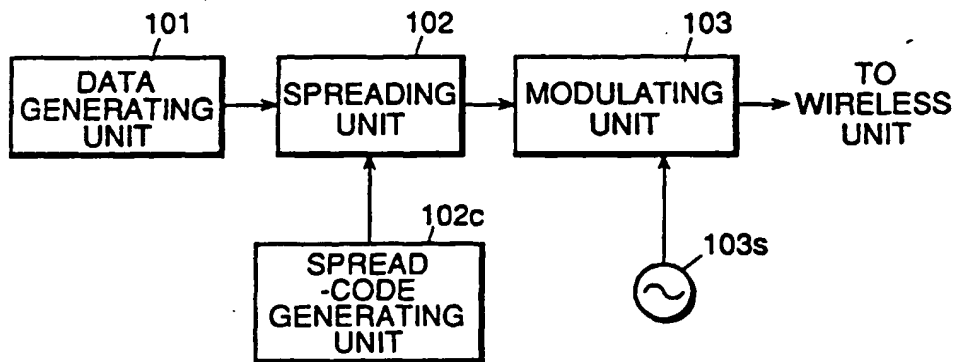 101
DATA
GENERATING
UNIT
102
SPREADING
UNIT
103
MODULATING
UNIT
TO
WIRELESS
UNIT
102c
SPREAD
-CODE
GENERATING
UNIT
103s